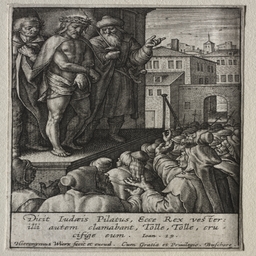 Dicit Iudæis Pilatus, Ecce Rex vester:
illi autem clamabant, Tolle, Tolle, cru-
cifige eum. Ioan. 19.
Hieronymus Wierx fecit et excud. Cum Gratia et Privilegio. Buschere